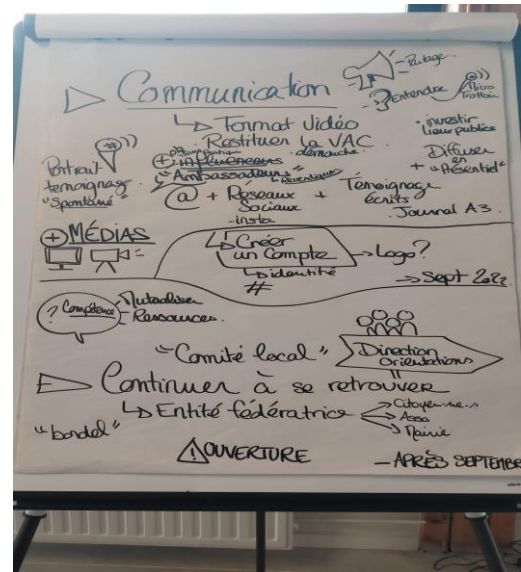 Communication
- Partage.
- Entendre
Micro Trottoir
↳ Format Vidéo
Restituer la VAC
démarche
• investir
lieu publics
Portrait
temoignage
"Spontané"
+ influenceurs
"Ambassadeurs"
+ Diffuser
en
"Présentiel"
@ + Réseaux
Sociaux
- insta
+ Témoignage
écrits
Journal A3
+ MÉDIAS
↳ Créer
un Compte
→ Logo?
↳ identité
#
→ Sept 2022
? Compétence
- Mutualiser
- Ressources.
"Comité local"
Direction
Orientations
Continuer à se retrouver
↳ Entité fédératrice
→ Citoyen·ne·s
→ Asso
→ Mairie
"bordel"
! OUVERTURE
- APRÈS SEPTEMBRE